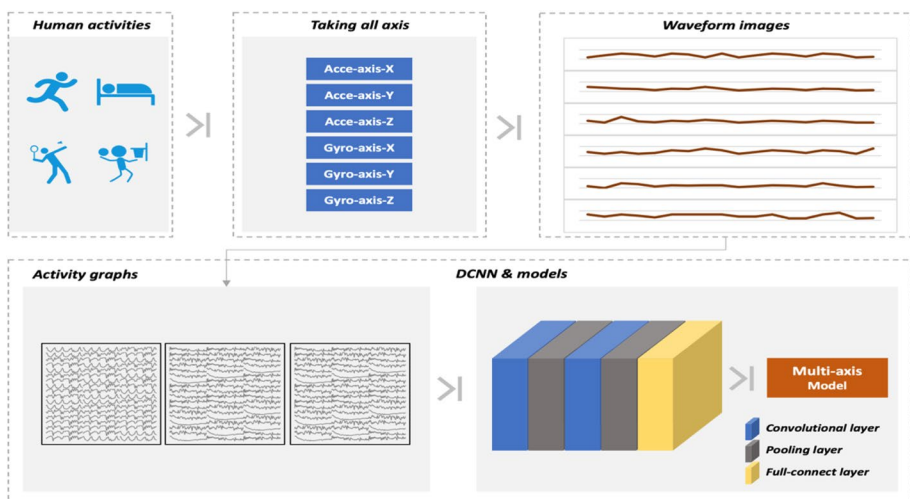 Human activities
Taking all axis
Waveform images
Acce-axis-X
Acce-axis-Y
Acce-axis-Z
Gyro-axis-X
Gyro-axis-Y
Gyro-axis-Z
Activity graphs
DCNN & models
Multi-axis
Model
Convolutional layer
Pooling layer
Full-connect layer